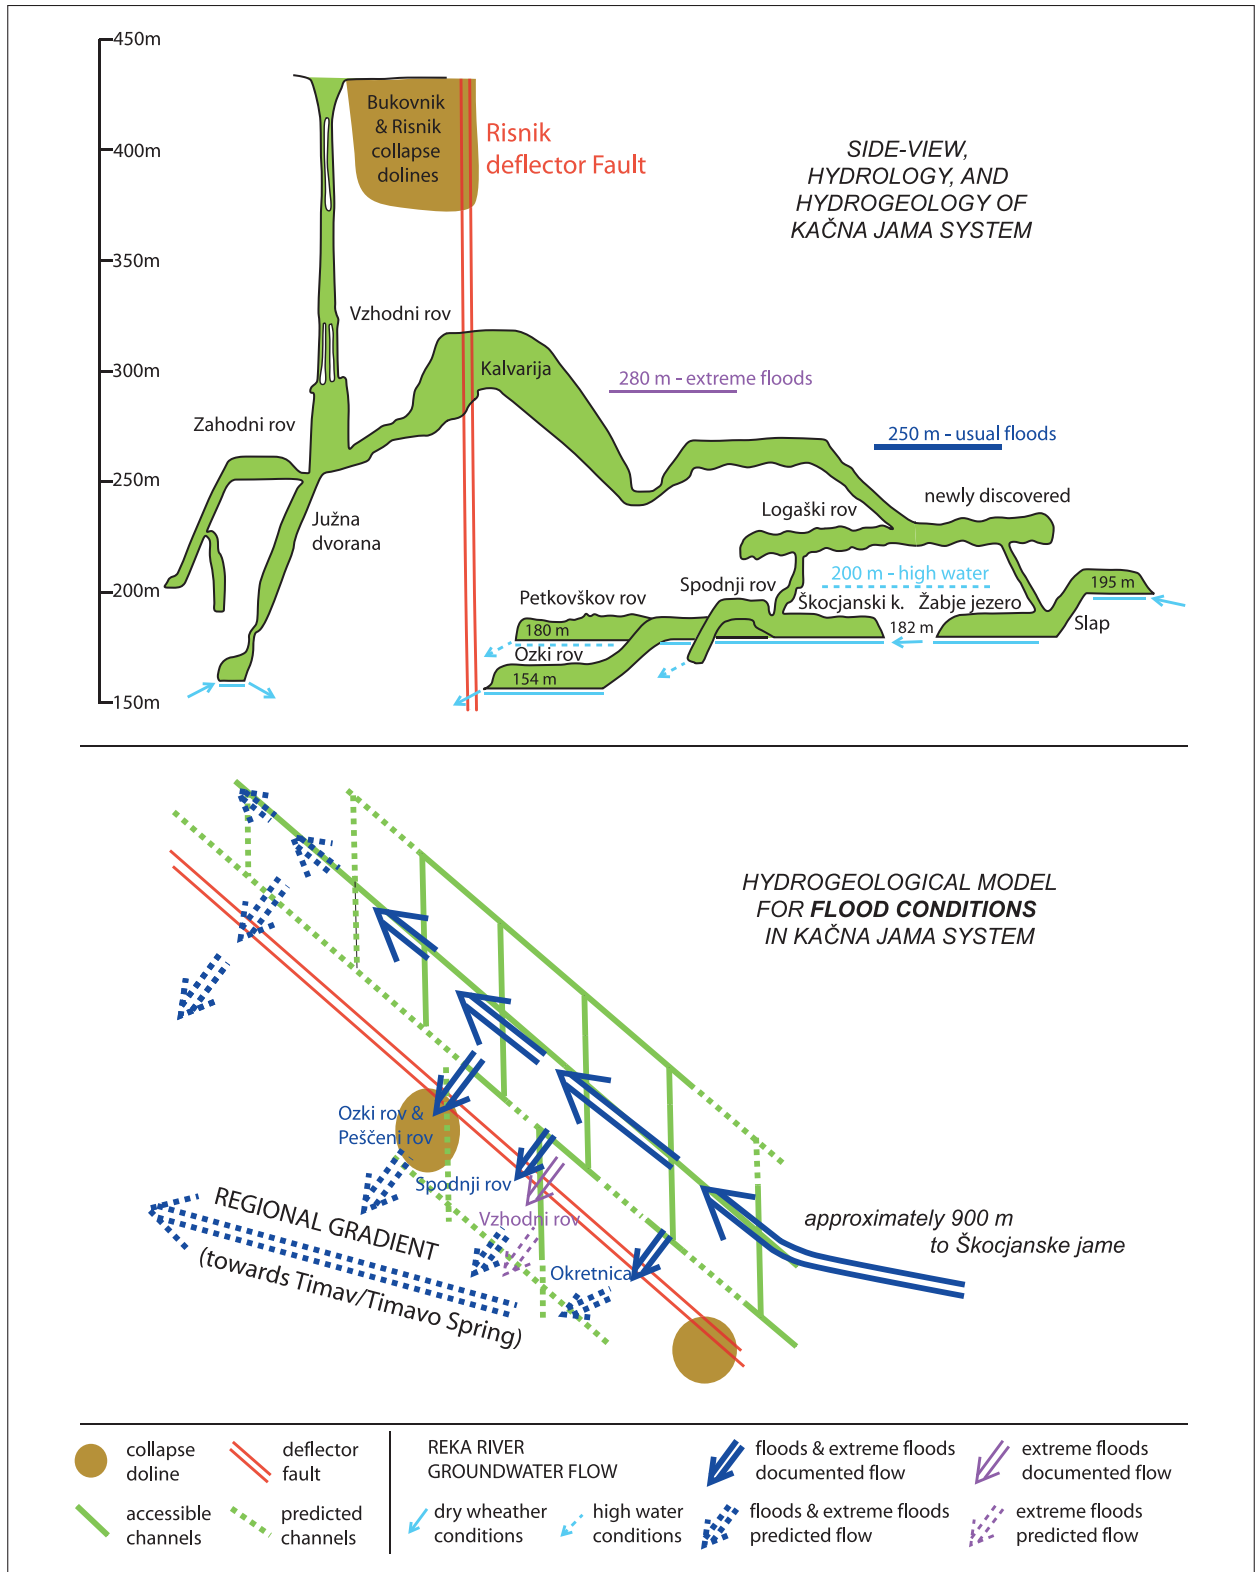 450m
400m
350m
300m
250m
200m
150m
Bukovnik
& Risnik
collapse
dolines
Risnik
deflector Fault
SIDE-VIEW,
HYDROLOGY, AND
HYDROGEOLOGY OF
KAČNA JAMA SYSTEM
Vzhodni rov
Kalvarija
280 m - extreme floods
Zahodni rov
250 m - usual floods
Južna
dvorana
Logaški rov
newly discovered
200 m - high water
Spodnji rov
195 m
Petkovškov rov
Škocjanski k.
Žabje jezero
180 m
182 m
Slap
Ozki rov
154 m
HYDROGEOLOGICAL MODEL
FOR FLOOD CONDITIONS
IN KAČNA JAMA SYSTEM
Ozki rov &
Peščeni rov
Spodnji rov
Vzhodni rov
Okretnica
REGIONAL GRADIENT
(towards Timav/Timavo Spring)
approximately 900 m
to Škocjanske jame
collapse
doline
deflector
fault
accessible
channels
predicted
channels
REKA RIVER
GROUNDWATER FLOW
dry wheather
conditions
high water
conditions
floods & extreme floods
documented flow
floods & extreme floods
predicted flow
extreme floods
documented flow
extreme floods
predicted flow